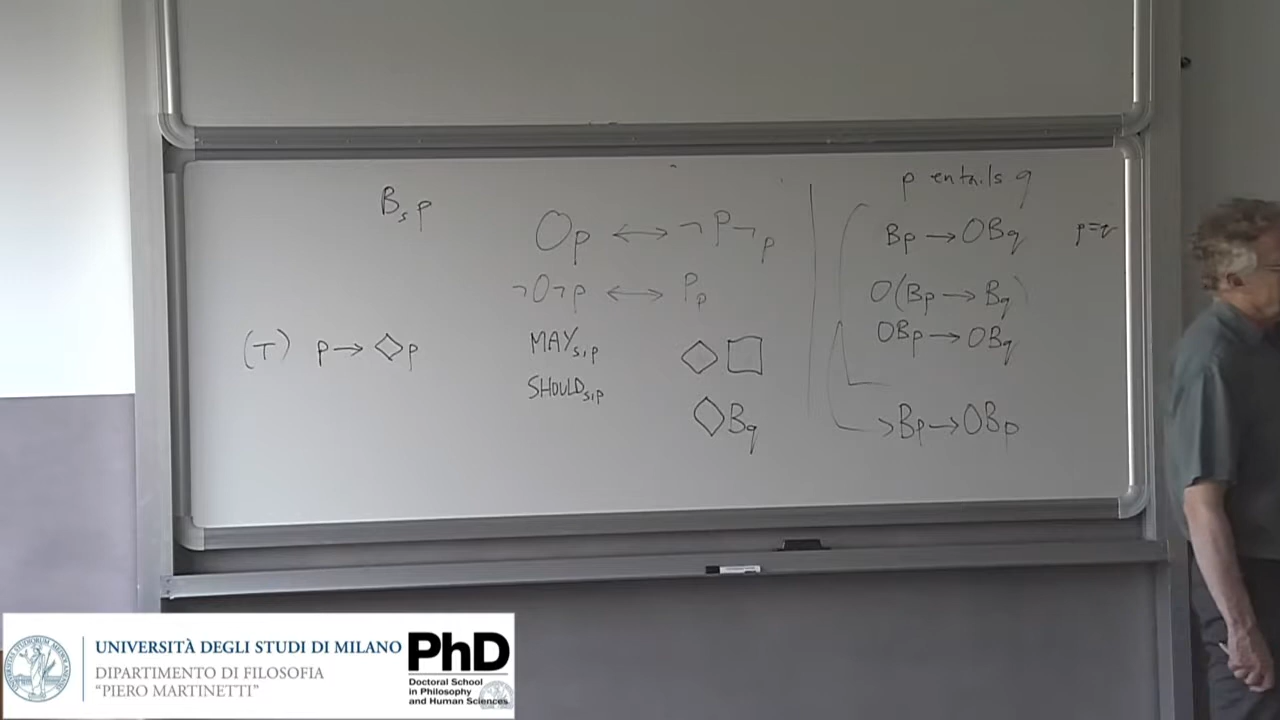 B_s p
Op ↔ ¬P¬p
¬O¬p ↔ Pp
(T) p → ◇p
MAY_s,p
SHOULD_s,p
◇□
◇Bq
p entails q
Bp → OBq
p=q
O(Bp → Bq)
OBp → OBq
Bp → OBp
UNIVERSITÀ DEGLI STUDI DI MILANO
DIPARTIMENTO DI FILOSOFIA
"PIERO MARTINETTI"
PhD
Doctoral School
in Philosophy
and Human Sciences